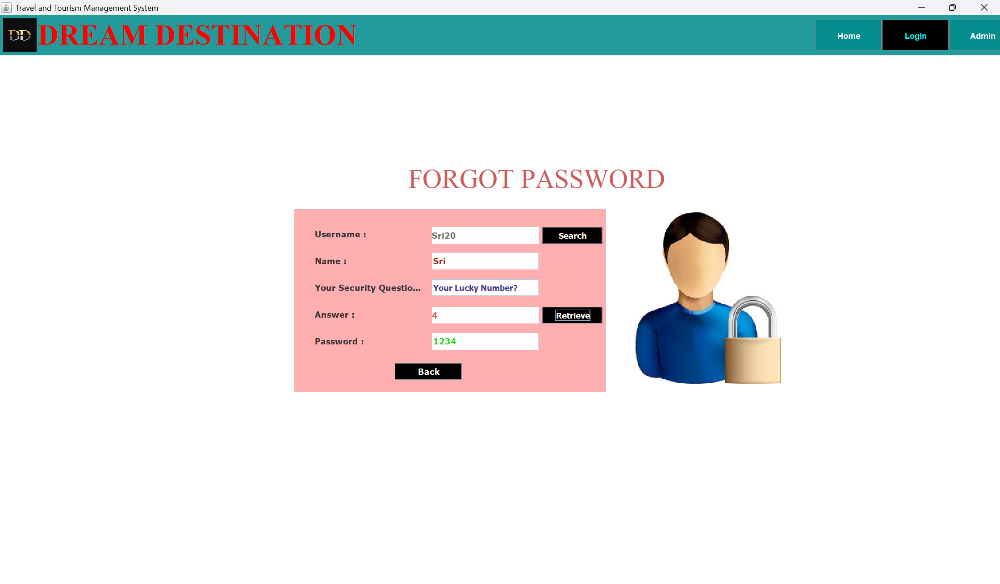 Travel and Tourism Management System
DD DREAM DESTINATION Home Login Admin
FORGOT PASSWORD
Username : Sri20 Search
Name : Sri
Your Security Questio... Your Lucky Number?
Answer : 4 Retrieve
Password : 1234
Back